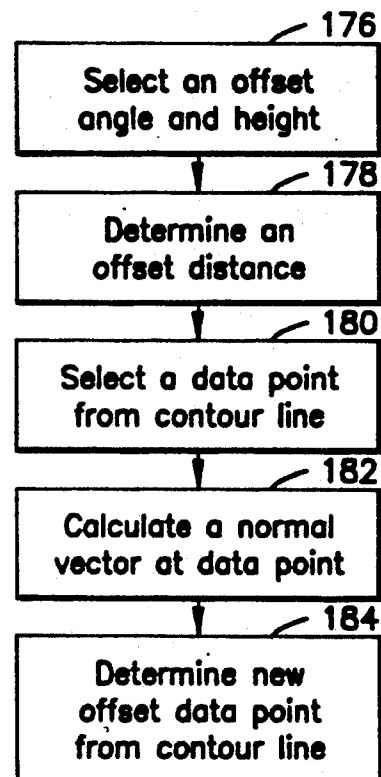 176
Select an offset
angle and height
178
Determine an
offset distance
180
Select a data point
from contour line
182
Calculate a normal
vector at data point
184
Determine new
offset data point
from contour line